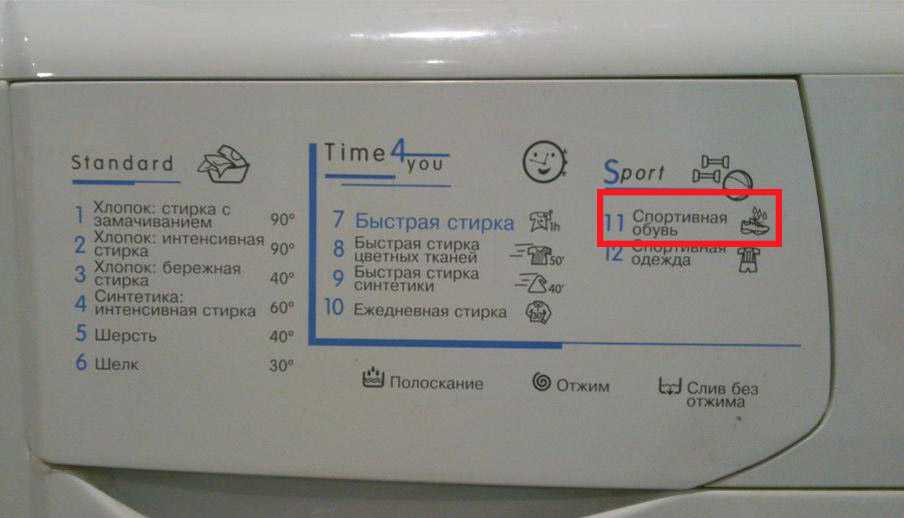 Standard
1 Хлопок: стирка с
замачиванием 90°
2 Хлопок: интенсивная
стирка 90°
3 Хлопок: бережная
стирка 40°
4 Синтетика:
интенсивная стирка 60°
5 Шерсть 40°
6 Шелк 30°
Time 4 you
7 Быстрая стирка 1h
8 Быстрая стирка
цветных тканей 50'
9 Быстрая стирка
синтетики 40'
10 Ежедневная стирка 30'
Sport
11 Спортивная
обувь
12 Спортивная
одежда
Полоскание
Отжим
Слив без
отжима